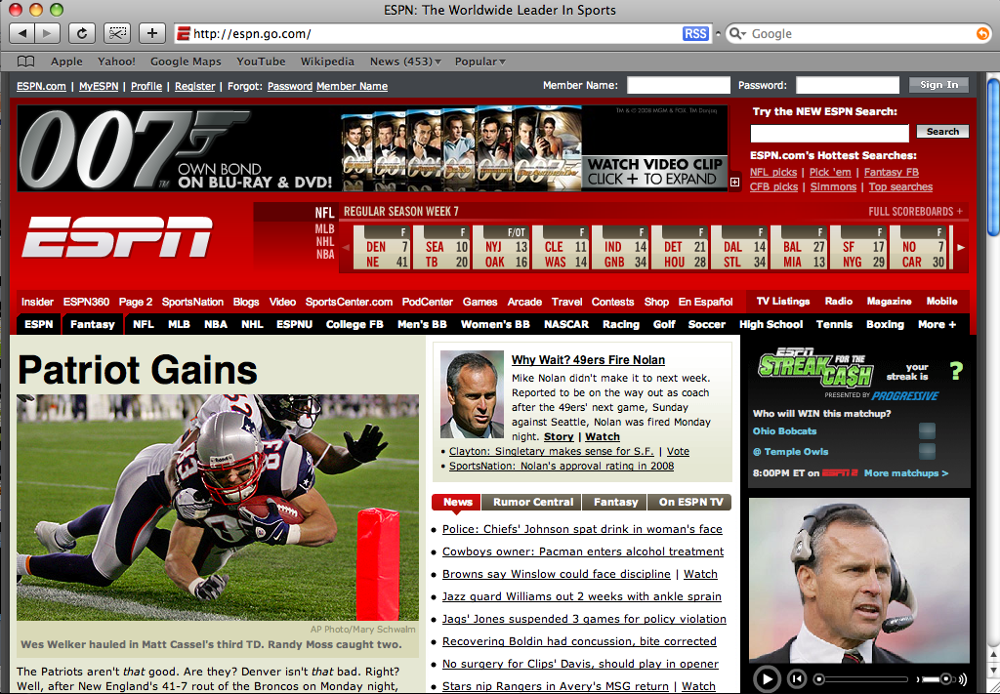 ESPN: The Worldwide Leader In Sports
http://espn.go.com/ RSS Google
Apple Yahoo! Google Maps YouTube Wikipedia News (453) Popular
ESPN.com | MyESPN | Profile | Register | Forgot: Password Member Name Member Name: Password: Sign In
007
OWN BOND
ON BLU-RAY & DVD!
TM & © 2008 MGM & FOX. TM Danjaq
WATCH VIDEO CLIP
CLICK + TO EXPAND
Try the NEW ESPN Search:
Search
ESPN.com's Hottest Searches:
NFL picks | Pick 'em | Fantasy FB
CFB picks | Simmons | Top searches
ESPN
NFL
MLB
NHL
NBA
REGULAR SEASON WEEK 7 FULL SCOREBOARDS +
F F F/OT F F F F F F F
DEN 7 SEA 10 NYJ 13 CLE 11 IND 14 DET 21 DAL 14 BAL 27 SF 17 NO 7
NE 41 TB 20 OAK 16 WAS 14 GNB 34 HOU 28 STL 34 MIA 13 NYG 29 CAR 30
Insider ESPN360 Page 2 SportsNation Blogs Video SportsCenter.com PodCenter Games Arcade Travel Contests Shop En Español TV Listings Radio Magazine Mobile
ESPN Fantasy NFL MLB NBA NHL ESPNU College FB Men's BB Women's BB NASCAR Racing Golf Soccer High School Tennis Boxing More +
Patriot Gains
83
AP Photo/Mary Schwalm
Wes Welker hauled in Matt Cassel's third TD. Randy Moss caught two.
The Patriots aren't that good. Are they? Denver isn't that bad. Right?
Well, after New England's 41-7 rout of the Broncos on Monday night,
Why Wait? 49ers Fire Nolan
Mike Nolan didn't make it to next week.
Reported to be on the way out as coach
after the 49ers' next game, Sunday
against Seattle, Nolan was fired Monday
night. Story | Watch
• Clayton: Singletary makes sense for S.F. | Vote
• SportsNation: Nolan's approval rating in 2008
News Rumor Central Fantasy On ESPN TV
• Police: Chiefs' Johnson spat drink in woman's face
• Cowboys owner: Pacman enters alcohol treatment
• Browns say Winslow could face discipline | Watch
• Jazz guard Williams out 2 weeks with ankle sprain
• Jags' Jones suspended 3 games for policy violation
• Recovering Boldin had concussion, bite corrected
• No surgery for Clips' Davis, should play in opener
• Stars nip Rangers in Avery's MSG return | Watch
ESPN
STREAK FOR THE CA$H
PRESENTED BY PROGRESSIVE
your
streak is ?
Who will WIN this matchup?
Ohio Bobcats
@ Temple Owls
8:00PM ET on ESPN2 More matchups >